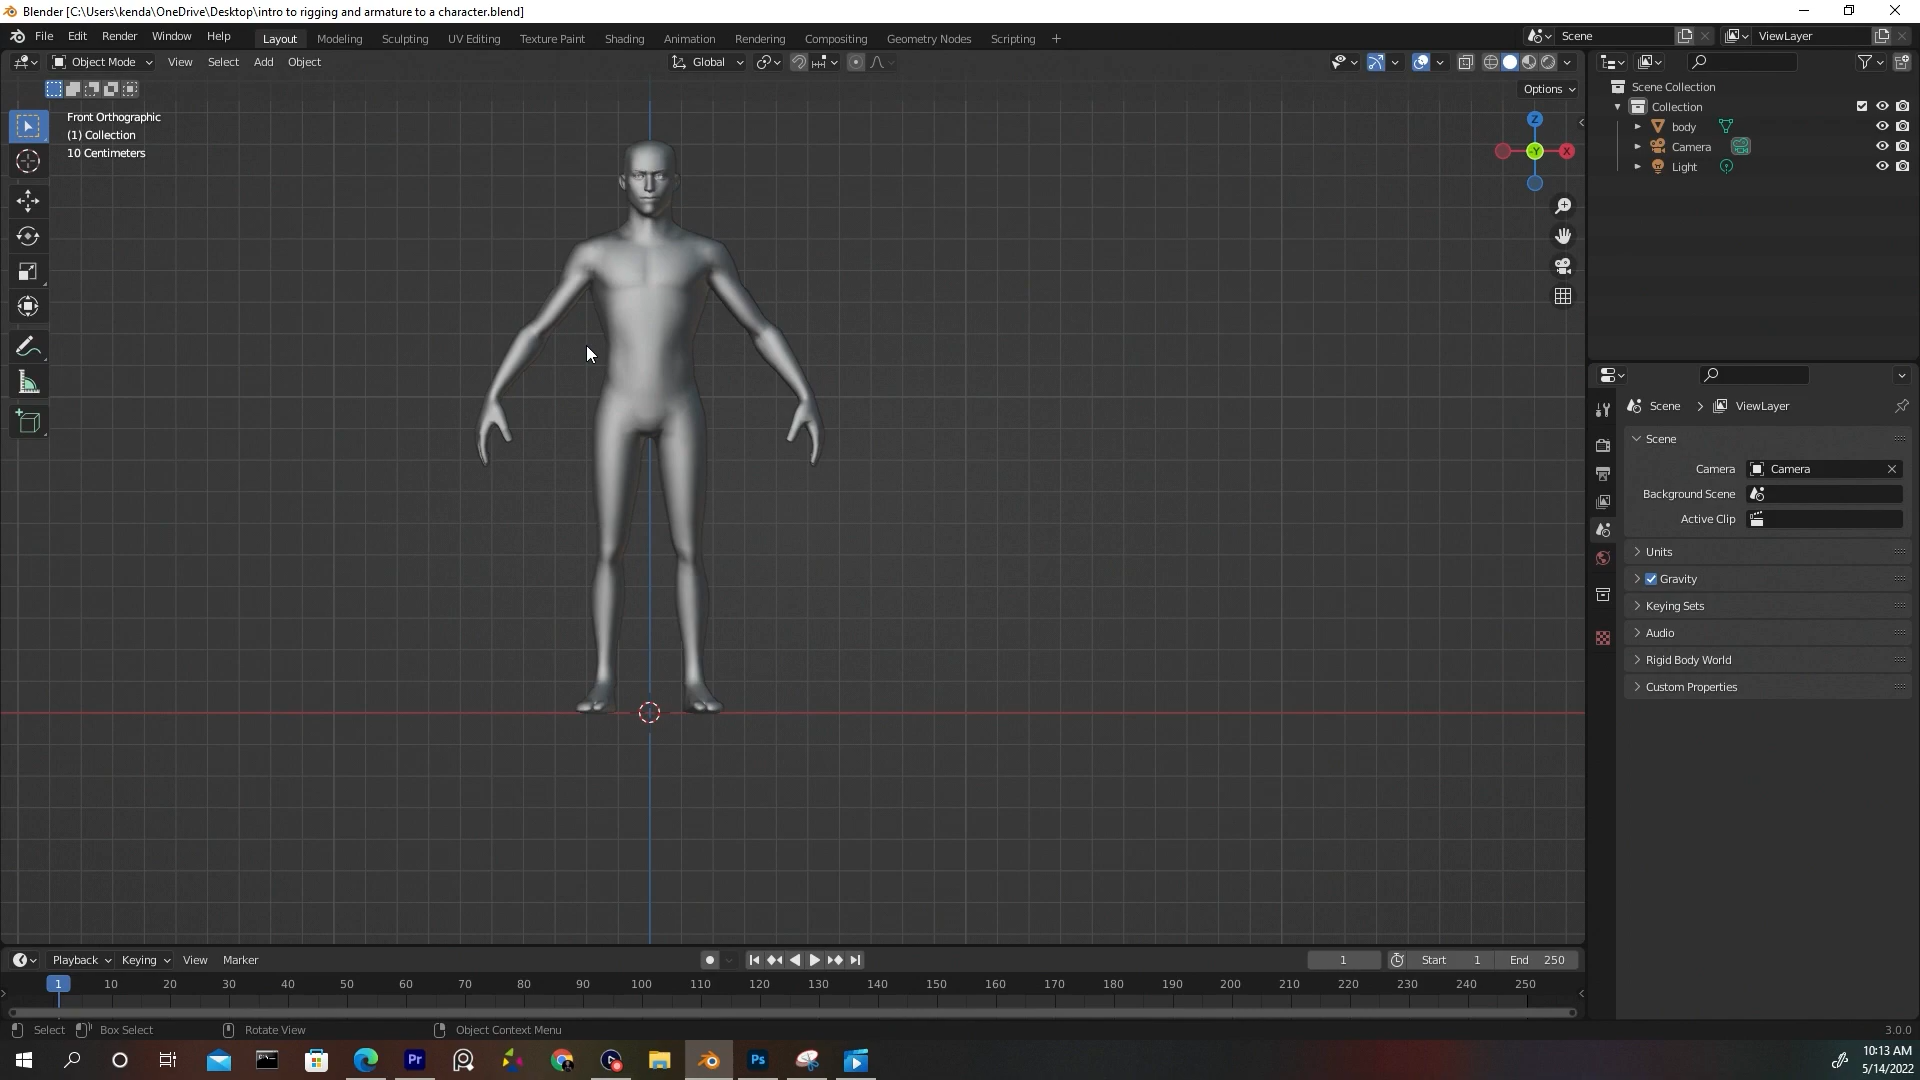 Blender [C:\Users\kenda\OneDrive\Desktop\intro to rigging and armature to a character.blend]
File Edit Render Window Help Layout Modeling Sculpting UV Editing Texture Paint Shading Animation Rendering Compositing Geometry Nodes Scripting + Scene ViewLayer
Object Mode View Select Add Object Global
Options
Front Orthographic
(1) Collection
10 Centimeters
Z
-Y X
Scene Collection
Collection
body
Camera
Light
Scene > ViewLayer
Scene
Camera Camera
Background Scene
Active Clip
Units
Gravity
Keying Sets
Audio
Rigid Body World
Custom Properties
Playback Keying View Marker 1 Start 1 End 250
1 10 20 30 40 50 60 70 80 90 100 110 120 130 140 150 160 170 180 190 200 210 220 230 240 250
Select Box Select Rotate View Object Context Menu 3.0.0
Pr Ps
10:13 AM
5/14/2022